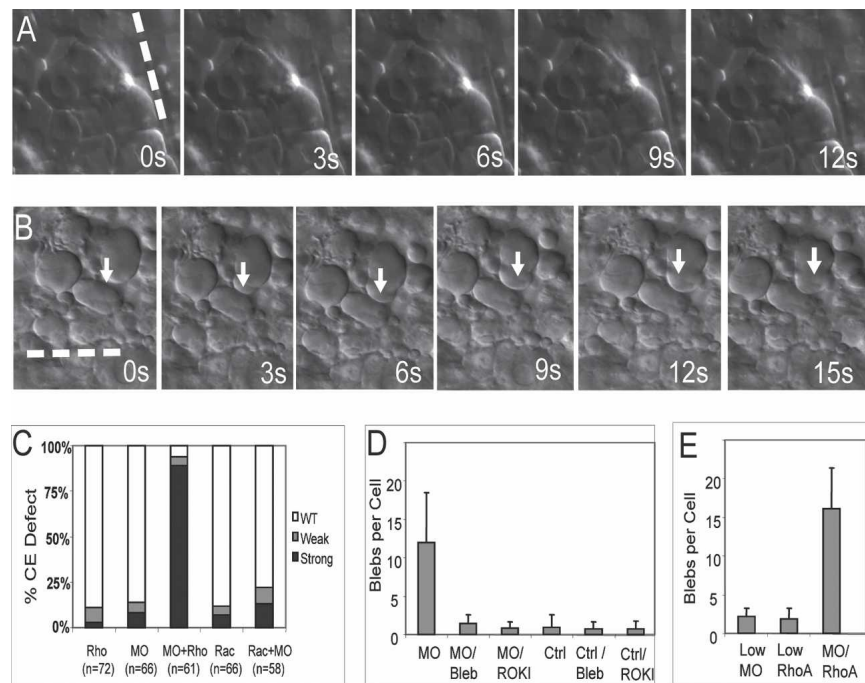 A
0s
3s
6s
9s
12s
B
0s
3s
6s
9s
12s
15s
C
% CE Defect
100%
75%
50%
25%
0%
WT
Weak
Strong
Rho
(n=72)
MO
(n=66)
MO+Rho
(n=61)
Rac
(n=66)
Rac+MO
(n=58)
D
Blebs per Cell
20
15
10
5
0
MO
MO/
Bleb
MO/
ROKI
Ctrl
Ctrl /
Bleb
Ctrl/
ROKI
E
Blebs per Cell
20
15
10
5
0
Low
MO
Low
RhoA
MO/
RhoA